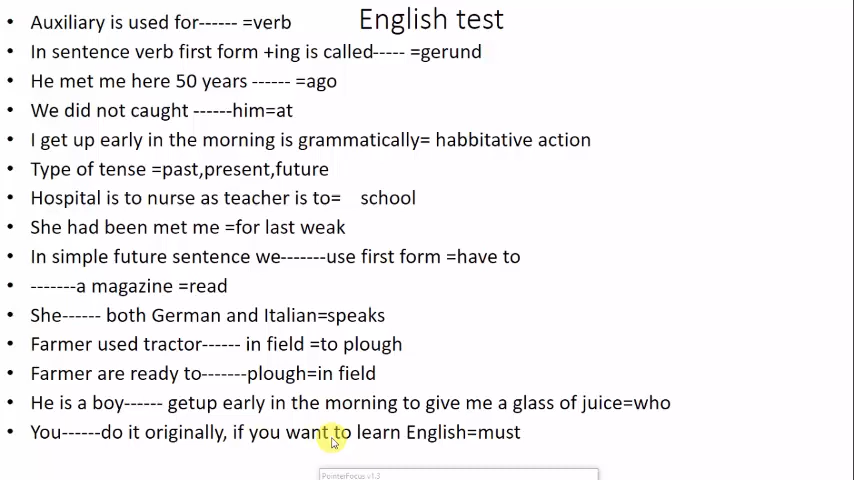 English test
• Auxiliary is used for------ =verb
• In sentence verb first form +ing is called----- =gerund
• He met me here 50 years ------ =ago
• We did not caught ------him=at
• I get up early in the morning is grammatically= habbitative action
• Type of tense =past,present,future
• Hospital is to nurse as teacher is to= school
• She had been met me =for last weak
• In simple future sentence we-------use first form =have to
• -------a magazine =read
• She------ both German and Italian=speaks
• Farmer used tractor------ in field =to plough
• Farmer are ready to-------plough=in field
• He is a boy------ getup early in the morning to give me a glass of juice=who
• You------do it originally, if you want to learn English=must
PointerFocus v1.3